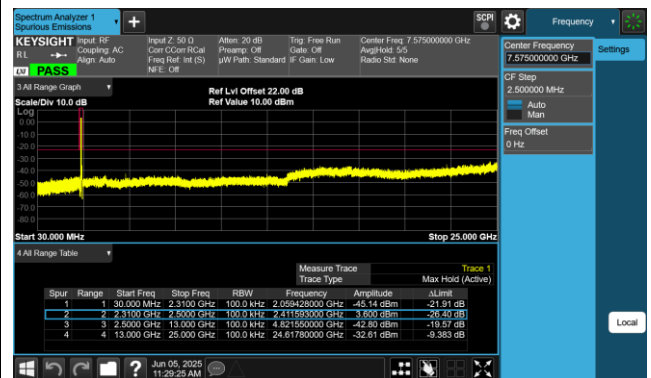 Spectrum Analyzer 1
Spurious Emissions
SCPI
Frequency
KEYSIGHT Input: RF Input Z: 50 Ω Atten: 20 dB Trig: Free Run Center Freq: 7.575000000 GHz
RL Coupling: AC Corr CCorr RCal Preamp: Off Gate: Off Avg|Hold: 5/5
Align: Auto Freq Ref: Int (S) µW Path: Standard IF Gain: Low Radio Std: None
LXI PASS NFE: Off
3 All Range Graph
Ref Lvl Offset 22.00 dB
Scale/Div 10.0 dB Ref Value 10.00 dBm
Log
0.00
-10.0
-20.0
-30.0
-40.0
-50.0
-60.0
-70.0
-80.0
Start 30.000 MHz Stop 25.000 GHz
4 All Range Table
Measure Trace Trace 1
Trace Type Max Hold (Active)
Spur Range Start Freq Stop Freq RBW Frequency Amplitude ΔLimit
1 1 30.000 MHz 2.3100 GHz 100.0 kHz 2.059428000 GHz -45.14 dBm -21.91 dB
2 2 2.3100 GHz 2.5000 GHz 100.0 kHz 2.411593000 GHz 3.600 dBm -26.40 dB
3 3 2.5000 GHz 13.000 GHz 100.0 kHz 4.821550000 GHz -42.80 dBm -19.57 dB
4 4 13.000 GHz 25.000 GHz 100.0 kHz 24.61780000 GHz -32.61 dBm -9.383 dB
Center Frequency
7.575000000 GHz
Settings
CF Step
2.500000 MHz
Auto
Man
Freq Offset
0 Hz
Local
?
Jun 05, 2025
11:29:25 AM